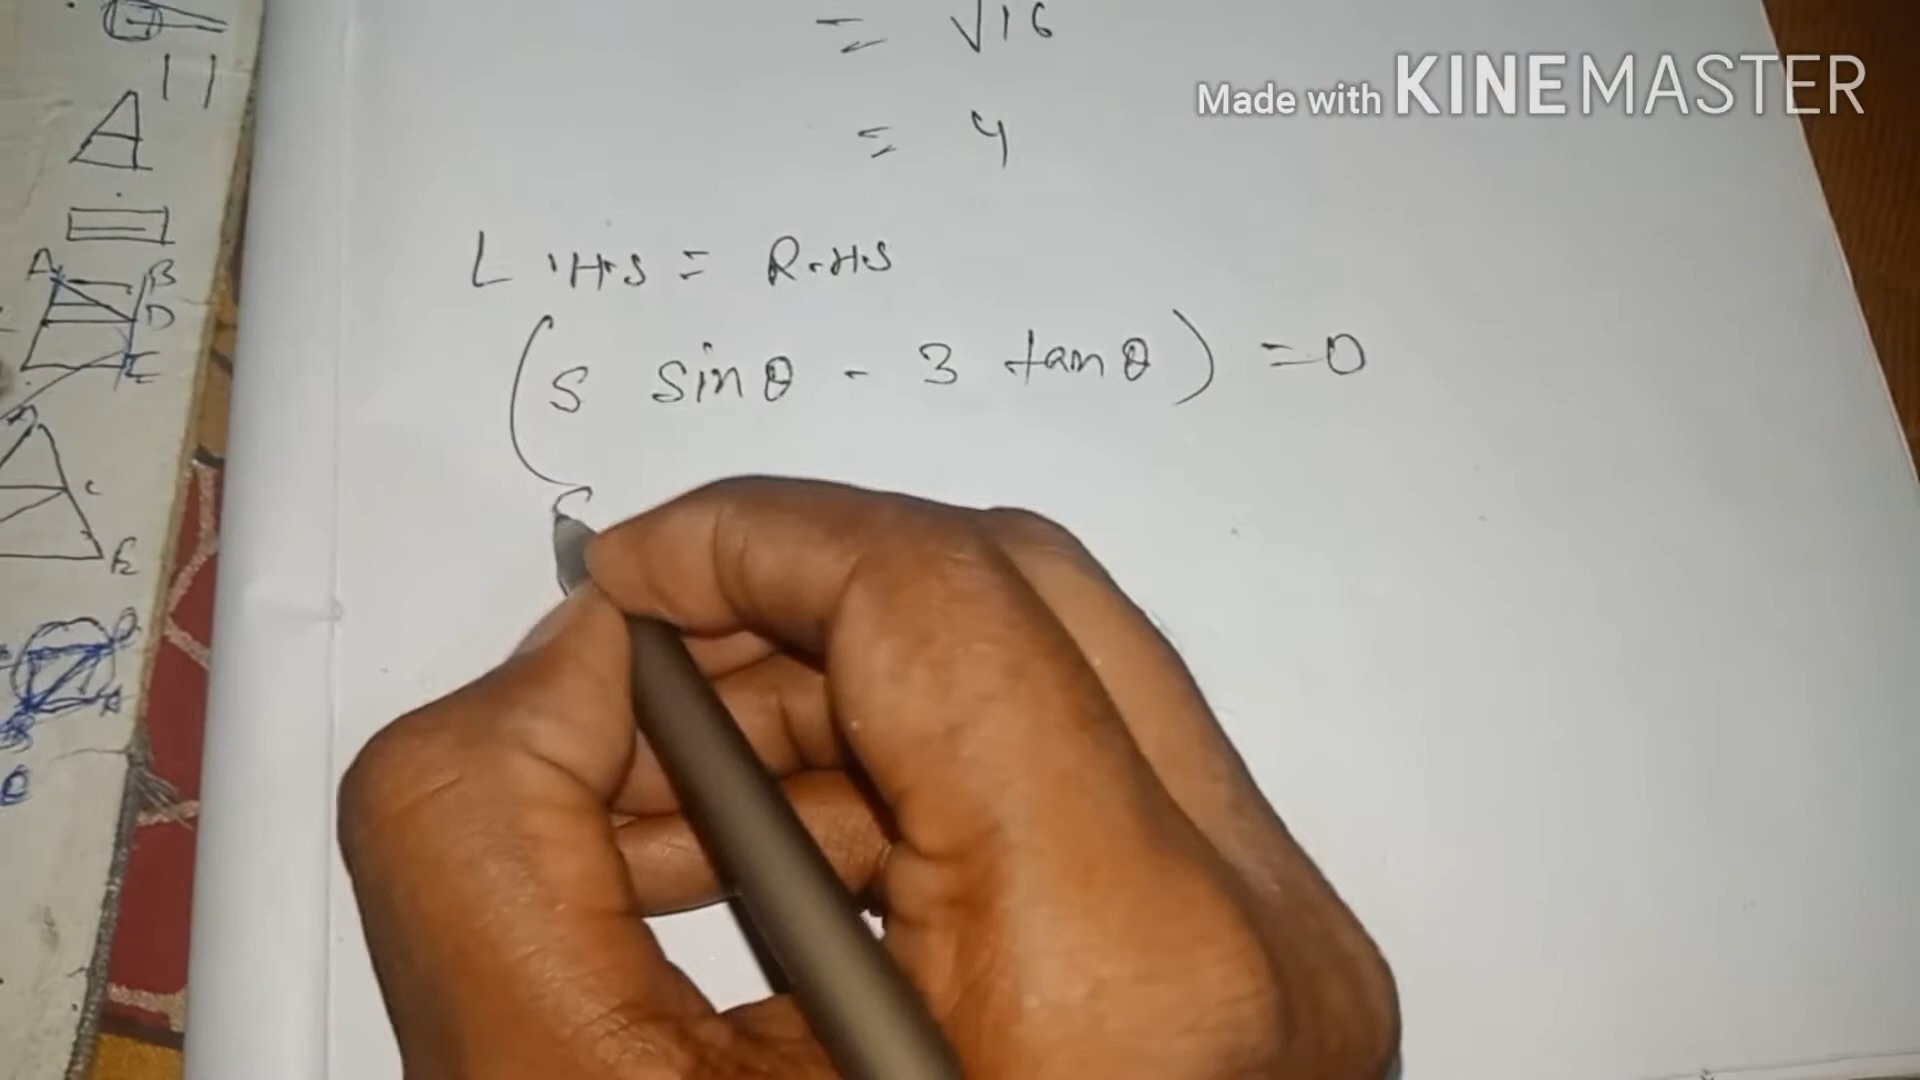 = √16
Made with KINEMASTER
= 4
L.H.S = R.H.S
(5 sinθ - 3 tanθ) = 0
A
B
D
E
C
E
A
C